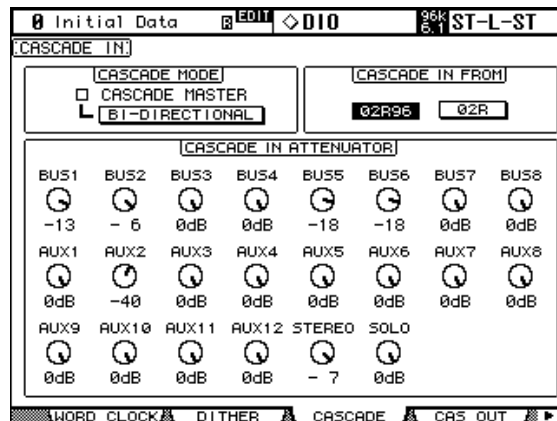 0 Initial Data EDIT ◇DIO 96k 6.1 ST-L-ST
CASCADE IN
CASCADE MODE
CASCADE MASTER
BI-DIRECTIONAL
CASCADE IN FROM
02R96 02R
CASCADE IN ATTENUATOR
BUS1 BUS2 BUS3 BUS4 BUS5 BUS6 BUS7 BUS8
-13 - 6 0dB 0dB -18 -18 0dB 0dB
AUX1 AUX2 AUX3 AUX4 AUX5 AUX6 AUX7 AUX8
0dB -40 0dB 0dB 0dB 0dB 0dB 0dB
AUX9 AUX10 AUX11 AUX12 STEREO SOLO
0dB 0dB 0dB 0dB - 7 0dB
WORD CLOCK DITHER CASCADE CAS OUT